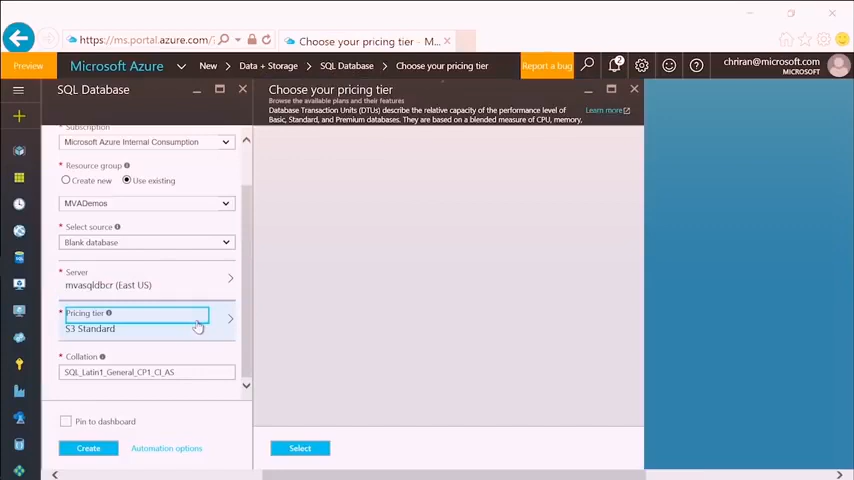 https://ms.portal.azure.com/
Choose your pricing tier - M...
Preview
Microsoft Azure
New
Data + Storage
SQL Database
Choose your pricing tier
Report a bug
2
chriran@microsoft.com
MICROSOFT
SQL Database
Choose your pricing tier
Browse the available plans and their features
Database Transaction Units (DTUs) describe the relative capacity of the performance level of
Basic, Standard, and Premium databases. They are based on a blended measure of CPU, memory,
Learn more
* Subscription
Microsoft Azure Internal Consumption
* Resource group
Create new
Use existing
MVADemos
* Select source
Blank database
* Server
mvasqldbcr (East US)
* Pricing tier
S3 Standard
* Collation
SQL_Latin1_General_CP1_CI_AS
Pin to dashboard
Create
Automation options
Select